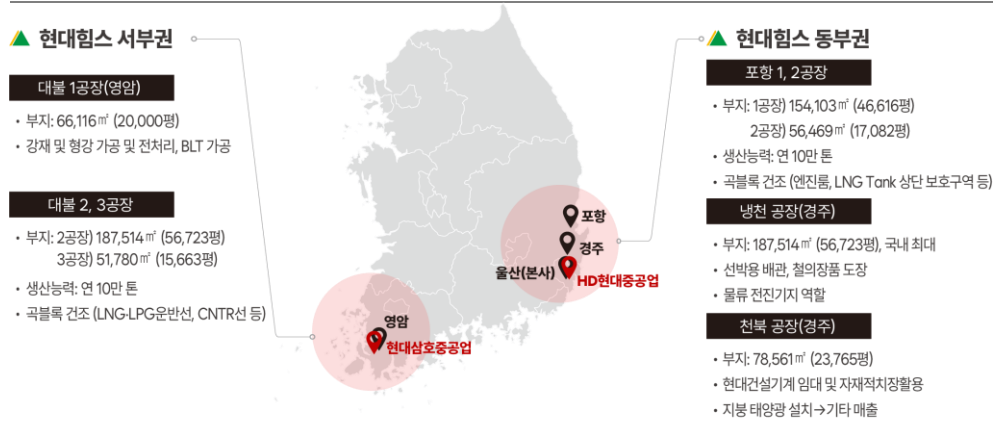 현대힘스 서부권
대불 1공장(영암)
• 부지: 66,116㎡ (20,000평)
• 강재 및 형강 가공 및 전처리, BLT 가공
대불 2, 3공장
• 부지: 2공장) 187,514㎡ (56,723평)
3공장) 51,780㎡ (15,663평)
• 생산능력: 연 10만 톤
• 곡블록 건조 (LNG·LPG운반선, CNTR선 등)
포항
경주
울산(본사)
HD현대중공업
영암
현대삼호중공업
현대힘스 동부권
포항 1, 2공장
• 부지: 1공장) 154,103㎡ (46,616평)
2공장) 56,469㎡ (17,082평)
• 생산능력: 연 10만 톤
• 곡블록 건조 (엔진룸, LNG Tank 상단 보호구역 등)
냉천 공장(경주)
• 부지: 187,514㎡ (56,723평), 국내 최대
• 선박용 배관, 철의장품 도장
• 물류 전진기지 역할
천북 공장(경주)
• 부지: 78,561㎡ (23,765평)
• 현대건설기계 임대 및 자재적치장활용
• 지붕 태양광 설치→기타 매출